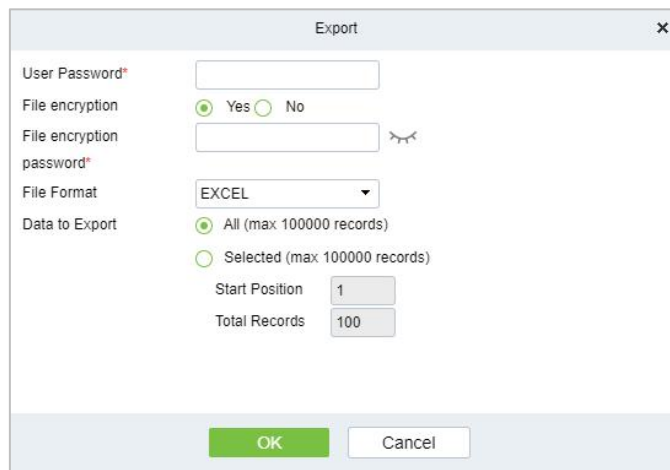 Export
User Password*
File encryption Yes No
File encryption
password*
File Format EXCEL
Data to Export All (max 100000 records)
Selected (max 100000 records)
Start Position 1
Total Records 100
OK Cancel